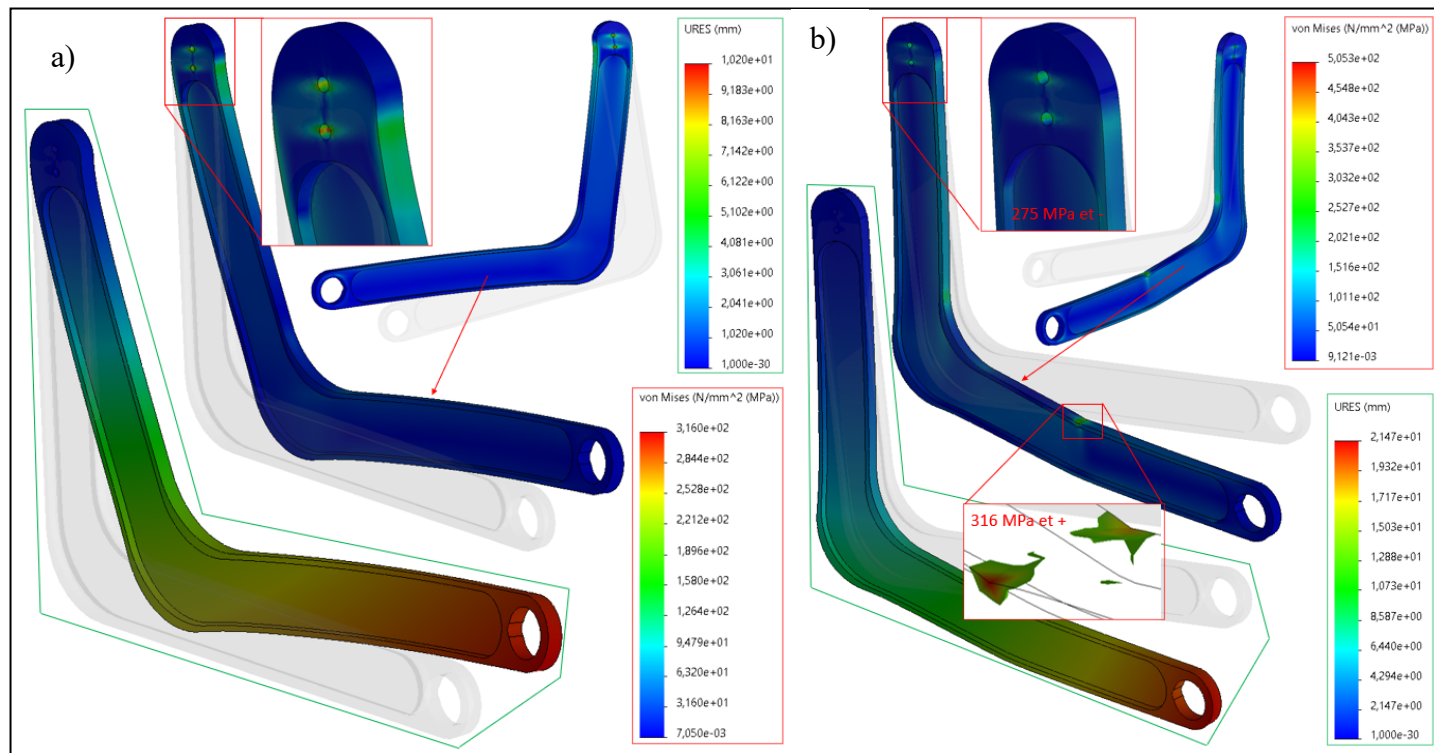 a)
URES (mm)
1,020e+01
9,183e+00
8,163e+00
7,142e+00
6,122e+00
5,102e+00
4,081e+00
3,061e+00
2,041e+00
1,020e+00
1,000e-30
von Mises (N/mm^2 (MPa))
3,160e+02
2,844e+02
2,528e+02
2,212e+02
1,896e+02
1,580e+02
1,264e+02
9,479e+01
6,320e+01
3,160e+01
7,050e-03
b)
275 MPa et -
von Mises (N/mm^2 (MPa))
5,053e+02
4,548e+02
4,043e+02
3,537e+02
3,032e+02
2,527e+02
2,021e+02
1,516e+02
1,011e+02
5,054e+01
9,121e-03
316 MPa et +
URES (mm)
2,147e+01
1,932e+01
1,717e+01
1,503e+01
1,288e+01
1,073e+01
8,587e+00
6,440e+00
4,294e+00
2,147e+00
1,000e-30